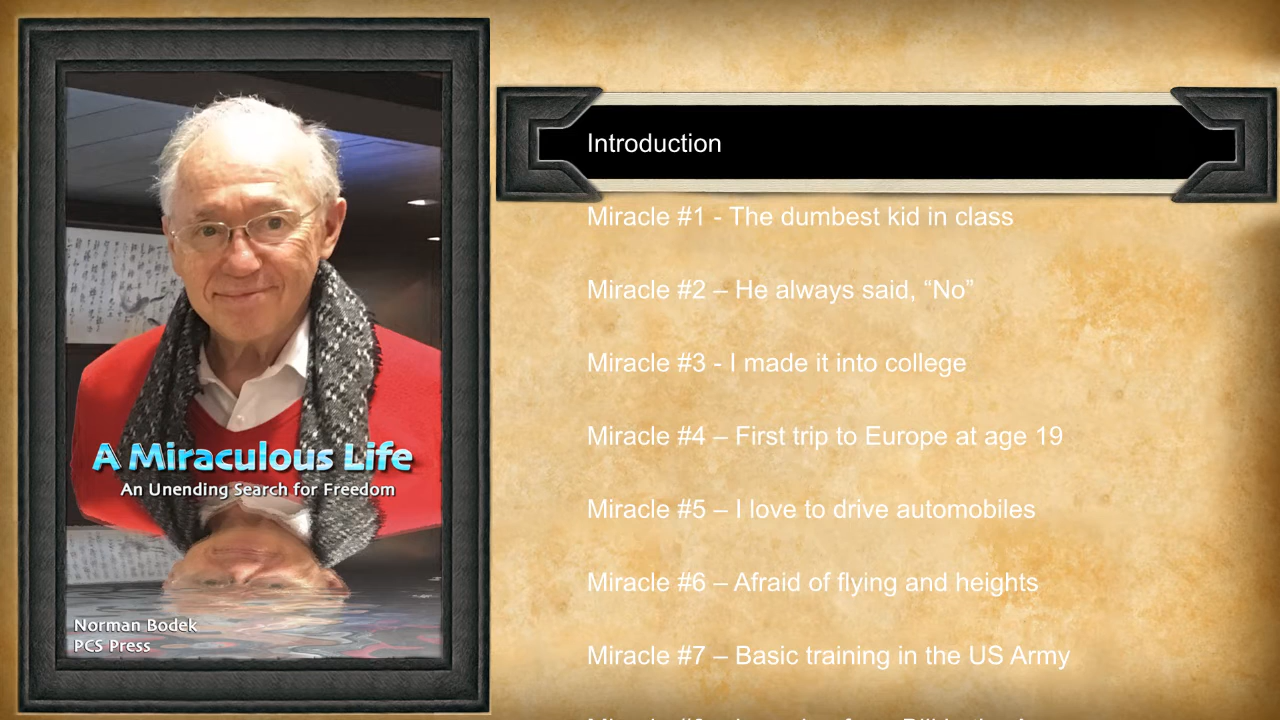 A Miraculous Life
An Unending Search for Freedom
Norman Bodek
PCS Press
Introduction
Miracle #1 - The dumbest kid in class
Miracle #2 – He always said, “No”
Miracle #3 - I made it into college
Miracle #4 – First trip to Europe at age 19
Miracle #5 – I love to drive automobiles
Miracle #6 – Afraid of flying and heights
Miracle #7 – Basic training in the US Army